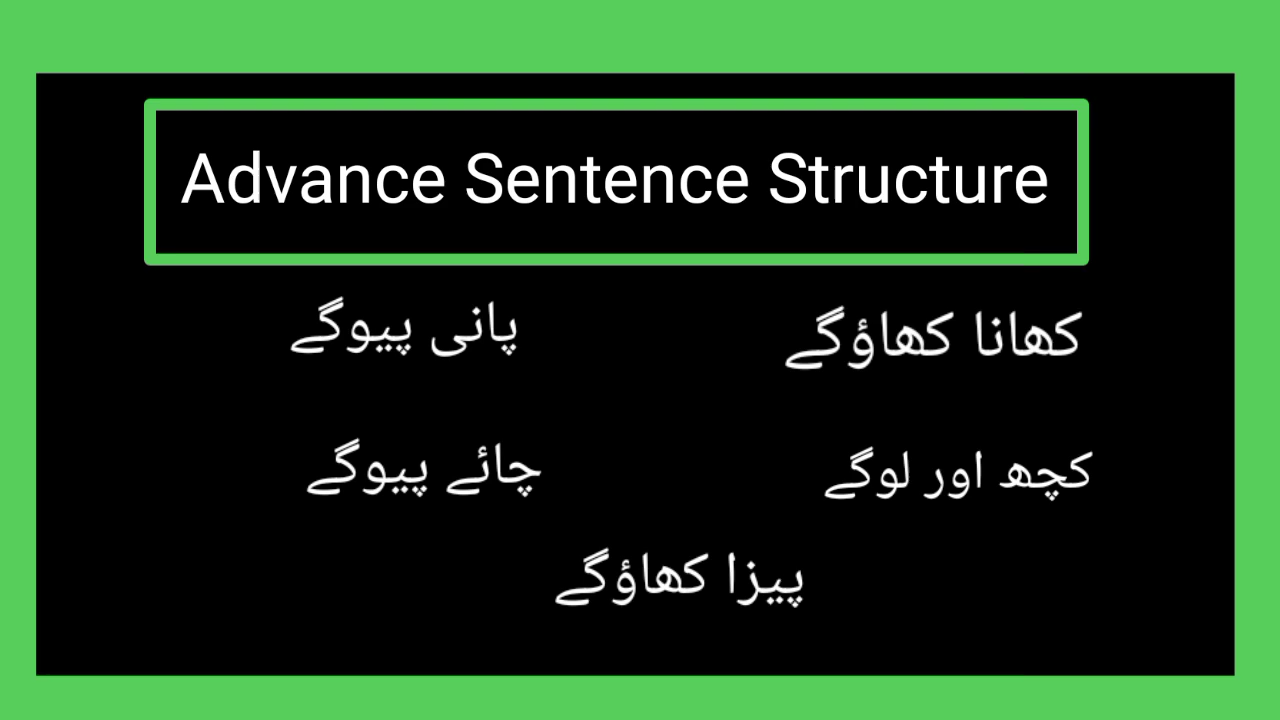 Advance Sentence Structure
کھانا کھاؤگے
پانی پیوگے
کچھ اور لوگے
چائے پیوگے
پیزا کھاؤگے